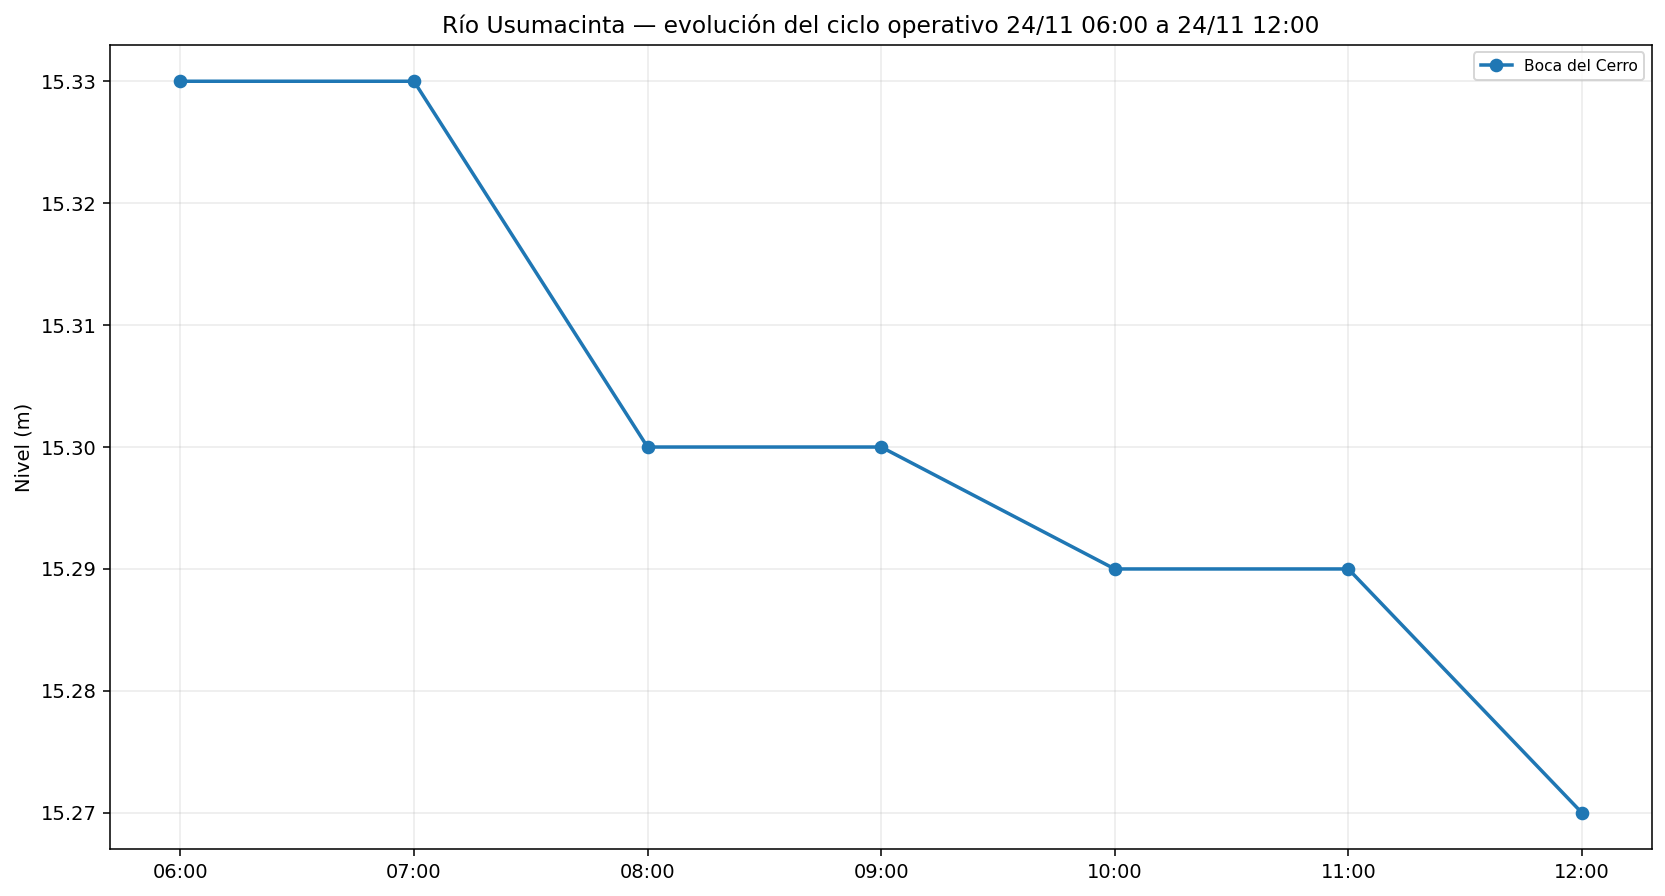 Río Usumacinta — evolución del ciclo operativo 24/11 06:00 a 24/11 12:00
Boca del Cerro
Nivel (m)
15.33
15.32
15.31
15.30
15.29
15.28
15.27
06:00 07:00 08:00 09:00 10:00 11:00 12:00